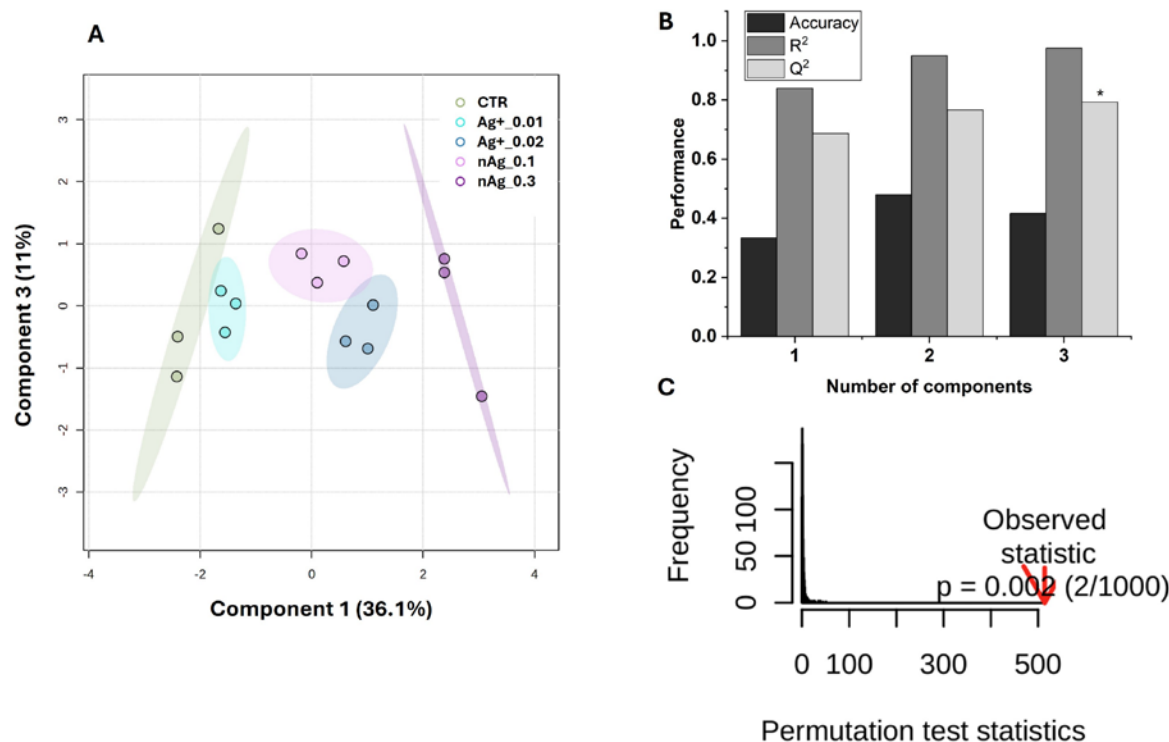 A
CTR
Ag+_0.01
Ag+_0.02
nAg_0.1
nAg_0.3
3
2
1
0
-1
-2
-3
Component 3 (11%)
-4
-2
0
2
4
Component 1 (36.1%)
B
Accuracy
R²
Q²
1.0
0.8
0.6
0.4
0.2
0.0
Performance
*
1
2
3
Number of components
C
Frequency
0 50 100
Observed
statistic
p = 0.002 (2/1000)
0 100 300 500
Permutation test statistics